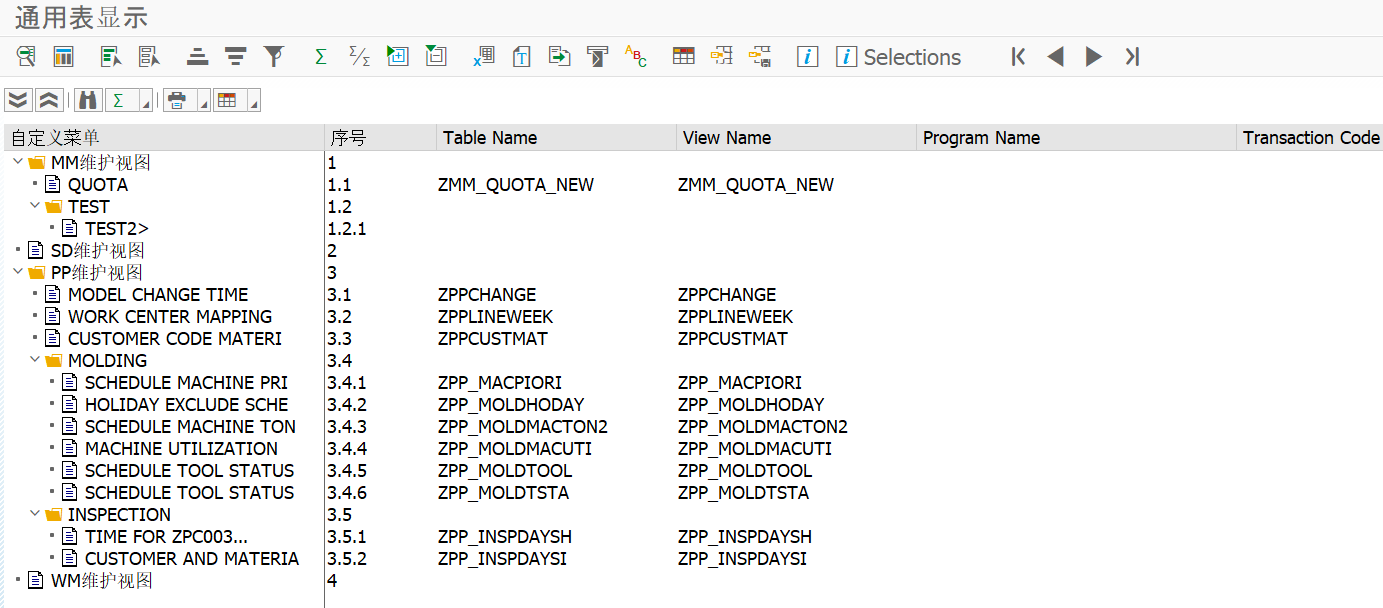 通用表显示
Selections
自定义菜单 序号 Table Name View Name Program Name Transaction Code
MM维护视图 1
QUOTA 1.1 ZMM_QUOTA_NEW ZMM_QUOTA_NEW
TEST 1.2
TEST2> 1.2.1
SD维护视图 2
PP维护视图 3
MODEL CHANGE TIME 3.1 ZPPCHANGE ZPPCHANGE
WORK CENTER MAPPING 3.2 ZPPLINEWEEK ZPPLINEWEEK
CUSTOMER CODE MATERI 3.3 ZPPCUSTMAT ZPPCUSTMAT
MOLDING 3.4
SCHEDULE MACHINE PRI 3.4.1 ZPP_MACPIORI ZPP_MACPIORI
HOLIDAY EXCLUDE SCHE 3.4.2 ZPP_MOLDHODAY ZPP_MOLDHODAY
SCHEDULE MACHINE TON 3.4.3 ZPP_MOLDMACTON2 ZPP_MOLDMACTON2
MACHINE UTILIZATION 3.4.4 ZPP_MOLDMACUTI ZPP_MOLDMACUTI
SCHEDULE TOOL STATUS 3.4.5 ZPP_MOLDTOOL ZPP_MOLDTOOL
SCHEDULE TOOL STATUS 3.4.6 ZPP_MOLDTSTA ZPP_MOLDTSTA
INSPECTION 3.5
TIME FOR ZPC003... 3.5.1 ZPP_INSPDAYSH ZPP_INSPDAYSH
CUSTOMER AND MATERIA 3.5.2 ZPP_INSPDAYSI ZPP_INSPDAYSI
WM维护视图 4